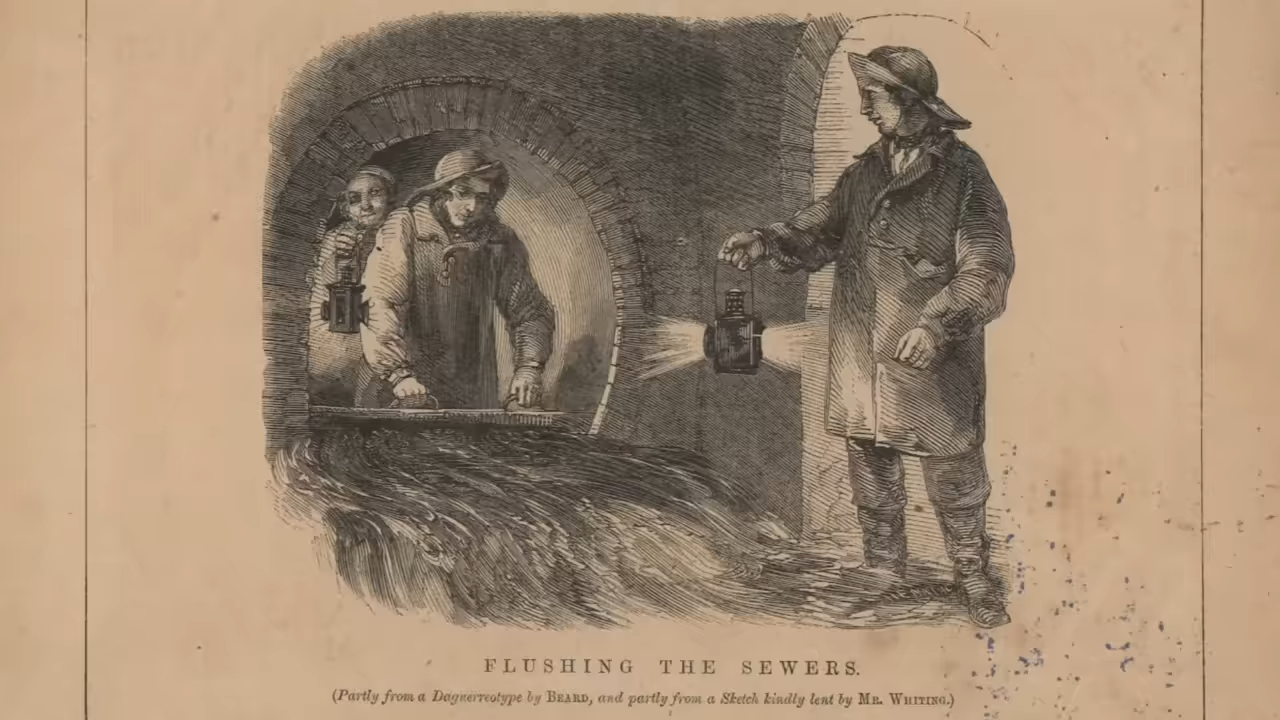 FLUSHING THE SEWERS.
(Partly from a Daguerreotype by BEARD, and partly from a Sketch kindly lent by MR. WHITING.)